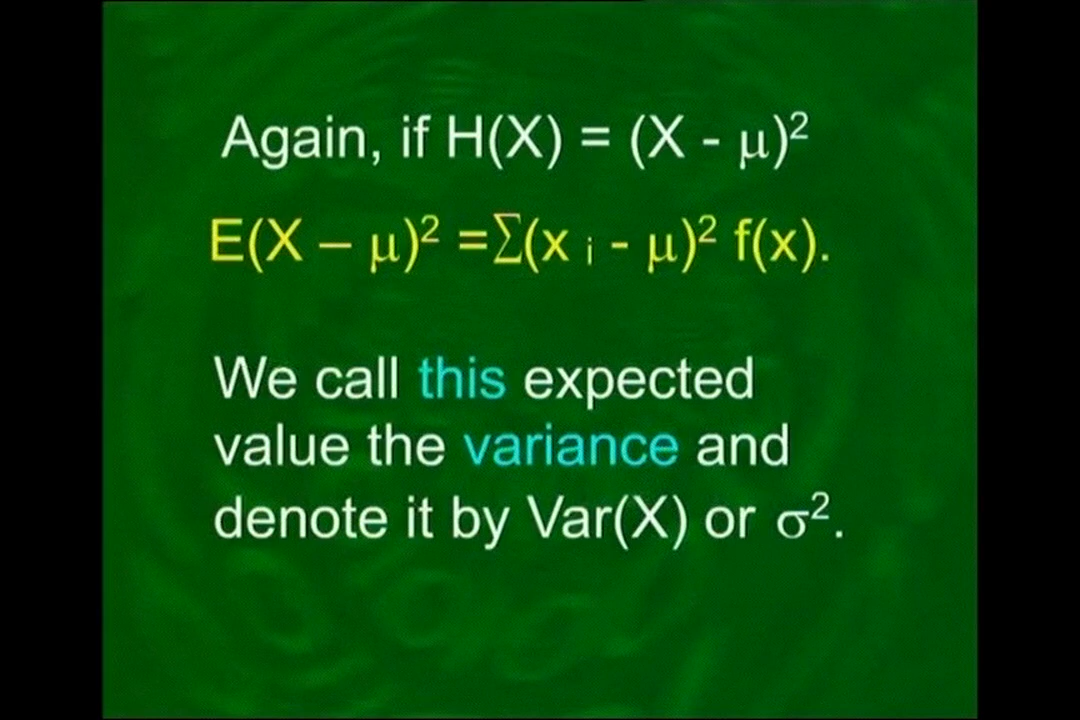 Again, if H(X) = (X - μ)²
E(X – μ)² =∑(x i - μ)² f(x).
We call this expected
value the variance and
denote it by Var(X) or σ².